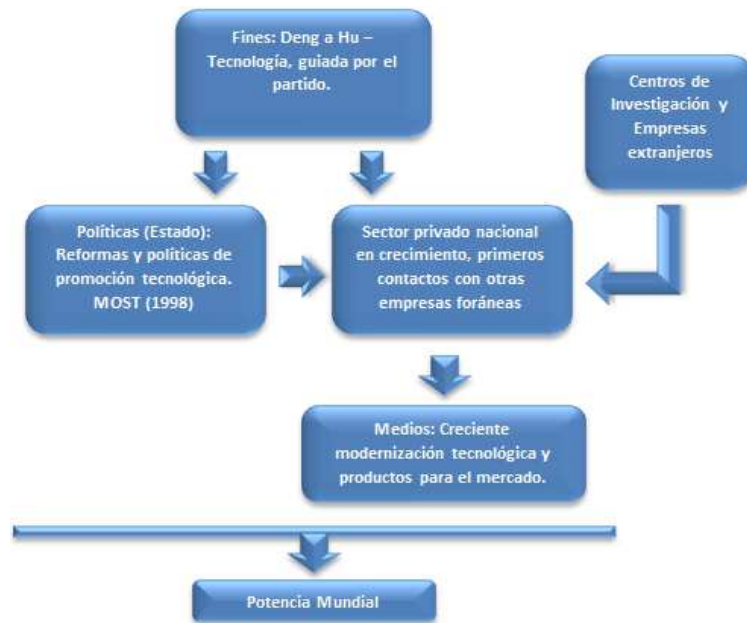 Fines: Deng a Hu –
Tecnología, guiada por el
partido.
Centros de
Investigación y
Empresas
extranjeros
Políticas (Estado):
Reformas y políticas de
promoción tecnológica.
MOST (1998)
Sector privado nacional
en crecimiento, primeros
contactos con otras
empresas foráneas
Medios: Creciente
modernización tecnológica y
productos para el mercado.
Potencia Mundial